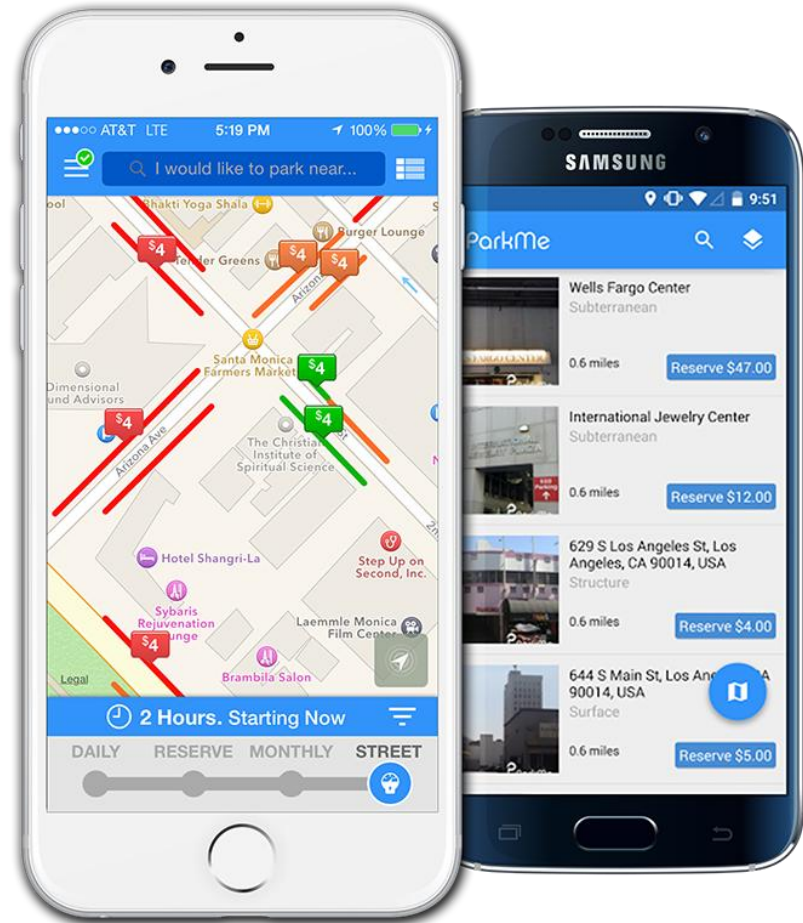 AT&T LTE 5:19 PM 100%
I would like to park near...
ool
Bhakti Yoga Shala
Burger Lounge
$4
$4
$4
Tender Greens
Arizon
Santa Monica
Farmers Market
$4
Dimensional
und Advisors
$4
$4
The Christian
Institute of
Spiritual Science
St
Arizona Ave
2n
Hotel Shangri-La
Step Up on
Second, Inc.
Sybaris
Rejuvenation
unge
Laemmle Monica
Film Center
$4
Legal
Brambila Salon
2 Hours. Starting Now
DAILY RESERVE MONTHLY STREET
SAMSUNG
9:51
ParkMe
Wells Fargo Center
Subterranean
0.6 miles
Reserve $47.00
International Jewelry Center
Subterranean
0.6 miles
Reserve $12.00
629 S Los Angeles St, Los
Angeles, CA 90014, USA
Structure
0.6 miles
Reserve $4.00
644 S Main St, Los An A
90014, USA
Surface
0.6 miles
Reserve $5.00